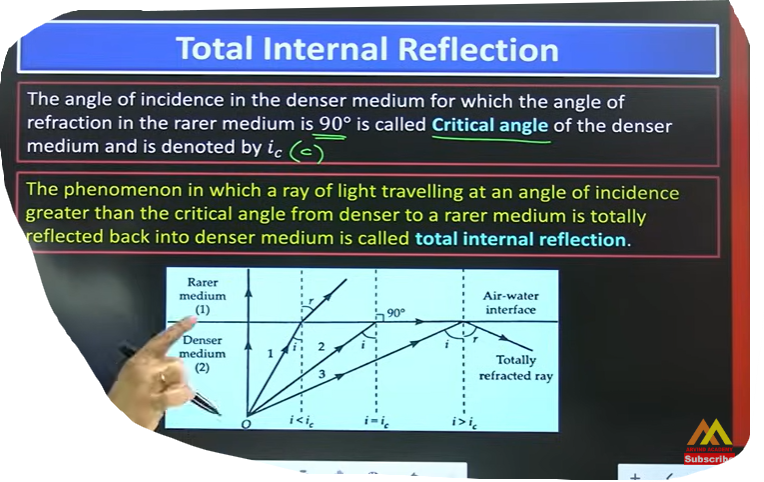 Total Internal Reflection
The angle of incidence in the denser medium for which the angle of
refraction in the rarer medium is 90° is called Critical angle of the denser
medium and is denoted by i_c (c)
The phenomenon in which a ray of light travelling at an angle of incidence
greater than the critical angle from denser to a rarer medium is totally
reflected back into denser medium is called total internal reflection.
Rarer
medium
(1)
r
90°
Air-water
interface
Denser
medium
(2)
1
i
2
i
3
i
r
Totally
refracted ray
O
i < i_c
i = i_c
i > i_c
Subscribe